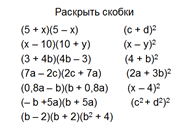 Раскрыть скобки
(5 + x)(5 – x) (c + d)²
(x – 10)(10 + y) (x – y)²
(3 + 4b)(4b – 3) (4 + b)²
(7a – 2c)(2c + 7a) (2a + 3b)²
(0,8a – b)(b + 0,8a) (x – 4)²
(– b +5a)(b + 5a) (c² + d²)²
(b – 2)(b + 2)(b² + 4)